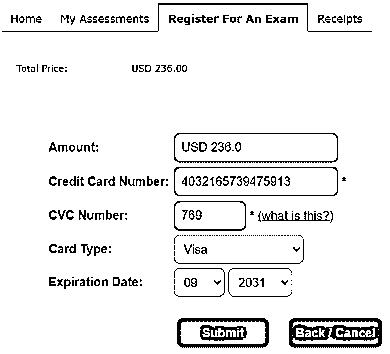 Home My Assessments Register For An Exam Receipts
Total Price: USD 236.00
Amount: USD 236.0
Credit Card Number: 4032165739475913 *
CVC Number: 769 * (what is this?)
Card Type: Visa
Expiration Date: 09 2031
Submit Back / Cancel